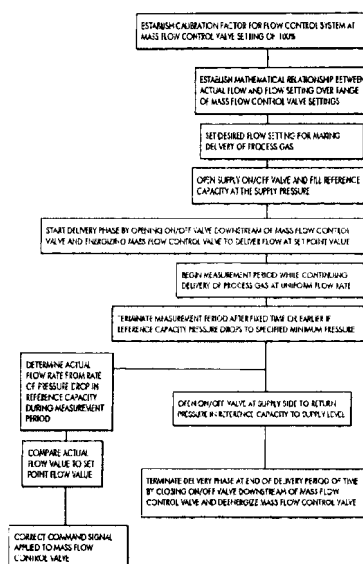 ESTABLISH CALIBRATION FACTOR FOR FLOW CONTROL SYSTEM AT
MASS FLOW CONTROL VALVE SETTING OF 100%
ESTABLISH MATHEMATICAL RELATIONSHIP BETWEEN
ACTUAL FLOW AND FLOW SETTING OVER RANGE
OF MASS FLOW CONTROL VALVE SETTINGS
SET DESIRED FLOW SETTING FOR MAKING
DELIVERY OF PROCESS GAS
OPEN SUPPLY ON/OFF VALVE AND FILL REFERENCE
CAPACITY AT THE SUPPLY PRESSURE
START DELIVERY PHASE BY OPENING ON/OFF VALVE DOWNSTREAM OF MASS FLOW CONTROL
VALVE AND ENERGIZING MASS FLOW CONTROL VALVE TO DELIVER FLOW AT SET POINT VALUE
BEGIN MEASUREMENT PERIOD WHILE CONTINUING
DELIVERY OF PROCESS GAS AT UNIFORM FLOW RATE
TERMINATE MEASUREMENT PERIOD AFTER FIXED TIME OR EARLIER IF
REFERENCE CAPACITY PRESSURE DROPS TO SPECIFIED MINIMUM PRESSURE
DETERMINE ACTUAL
FLOW RATE FROM RATE
OF PRESSURE DROP IN
REFERENCE CAPACITY
DURING MEASUREMENT
PERIOD
OPEN ON/OFF VALVE AT SUPPLY SIDE TO RETURN
PRESSURE IN REFERENCE CAPACITY TO SUPPLY LEVEL
COMPARE ACTUAL
FLOW VALUE TO SET
POINT FLOW VALUE
TERMINATE DELIVERY PHASE AT END OF DELIVERY PERIOD OF TIME
BY CLOSING ON/OFF VALVE DOWNSTREAM OF MASS FLOW
CONTROL VALVE AND DEENERGIZE MASS FLOW CONTROL VALVE
CORRECT COMMAND SIGNAL
APPLIED TO MASS FLOW
CONTROL VALVE